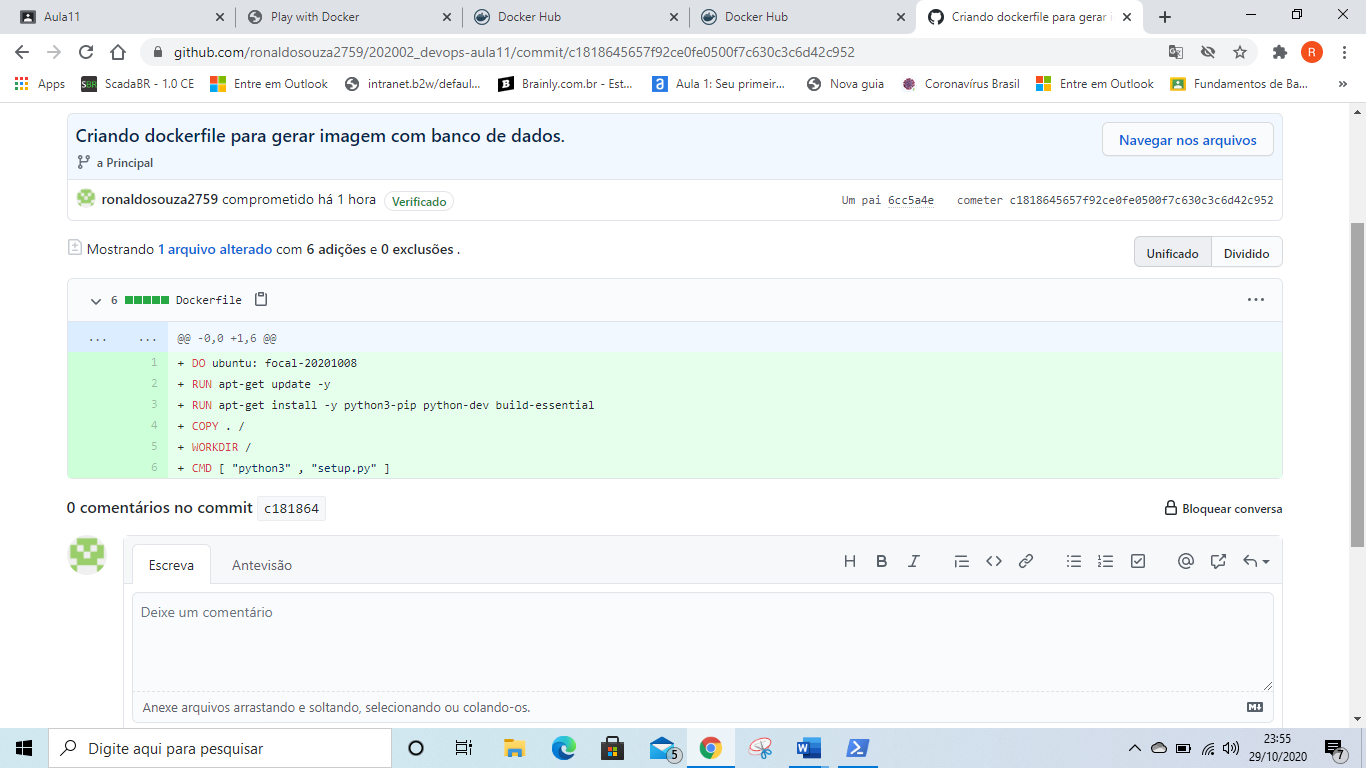 Aula11
Play with Docker
Docker Hub
Docker Hub
Criando dockerfile para gerar i
github.com/ronaldosouza2759/202002_devops-aula11/commit/c1818645657f92ce0fe0500f7c630c3c6d42c952
R
Apps
SBR
ScadaBR - 1.0 CE
Entre em Outlook
intranet.b2w/defaul...
Brainly.com.br - Est...
Aula 1: Seu primeir...
Nova guia
Coronavírus Brasil
Entre em Outlook
Fundamentos de Ba...
»
Criando dockerfile para gerar imagem com banco de dados.
Navegar nos arquivos
a Principal
ronaldosouza2759 comprometido há 1 hora
Verificado
Um pai 6cc5a4e
cometer c1818645657f92ce0fe0500f7c630c3c6d42c952
Mostrando 1 arquivo alterado com 6 adições e 0 exclusões .
Unificado
Dividido
6
Dockerfile
...
... ... @@ -0,0 +1,6 @@
1 + DO ubuntu: focal-20201008
2 + RUN apt-get update -y
3 + RUN apt-get install -y python3-pip python-dev build-essential
4 + COPY . /
5 + WORKDIR /
6 + CMD [ "python3" , "setup.py" ]
0 comentários no commit c181864
Bloquear conversa
Escreva
Antevisão
H B I
Deixe um comentário
Anexe arquivos arrastando e soltando, selecionando ou colando-os.
Digite aqui para pesquisar
5
23:55
29/10/2020
7